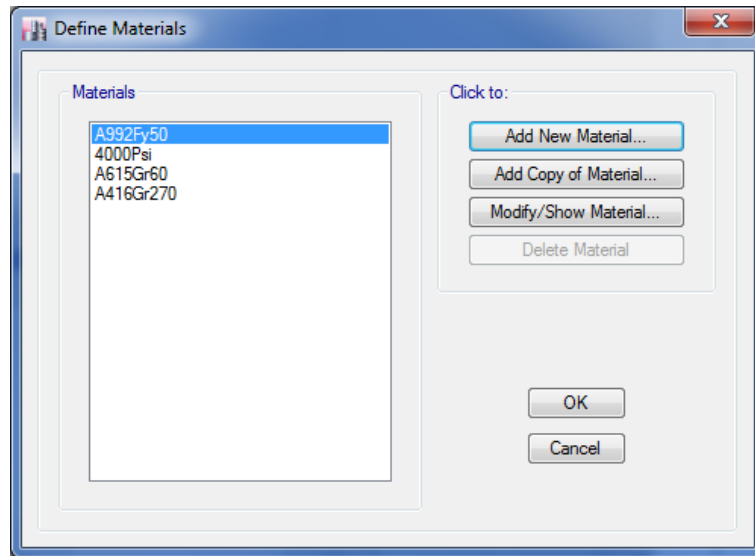 Define Materials
Materials
A992Fy50
4000Psi
A615Gr60
A416Gr270
Click to:
Add New Material...
Add Copy of Material...
Modify/Show Material...
Delete Material
OK
Cancel